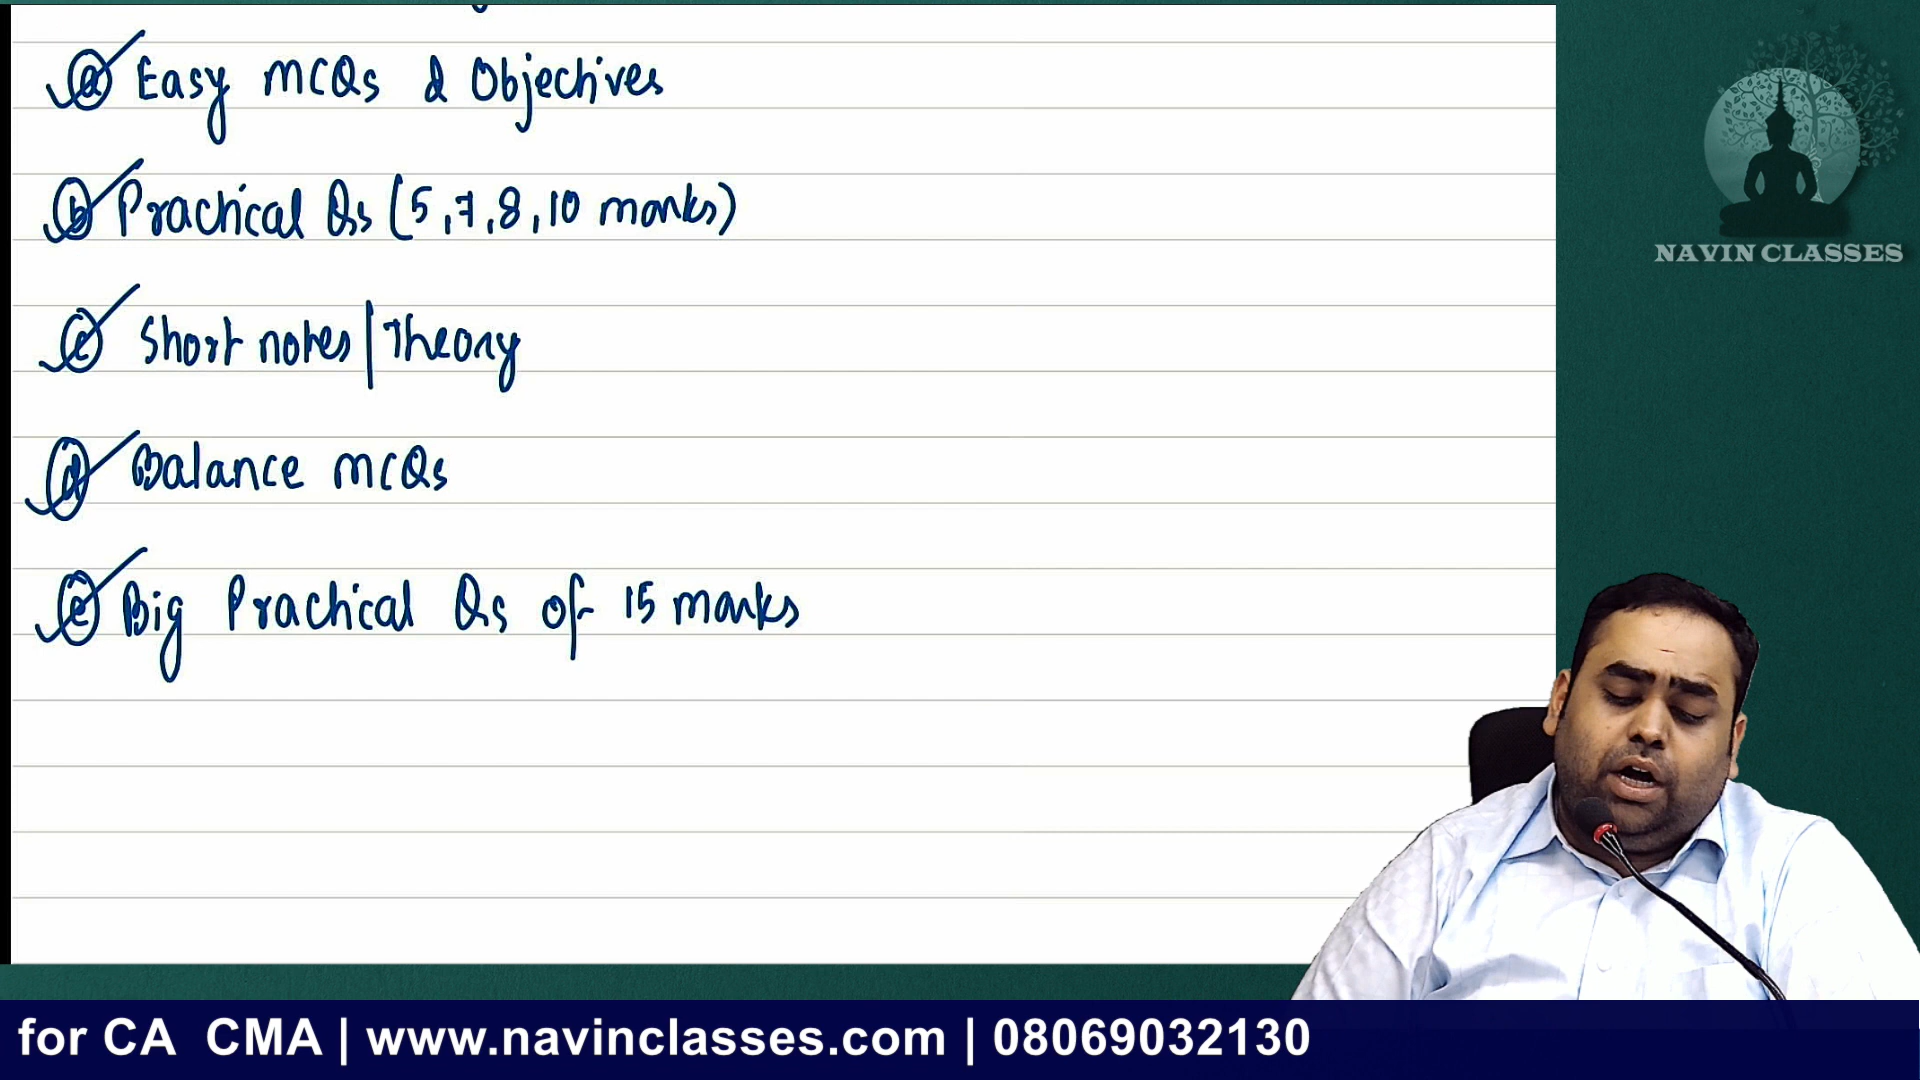 ⓐ Easy MCQs & Objectives
ⓑ Practical Qs (5,7,8,10 marks)
ⓒ Short notes | Theory
ⓓ Balance MCQs
ⓔ Big Practical Qs of 15 marks
NAVIN CLASSES
for CA CMA | www.navinclasses.com | 08069032130